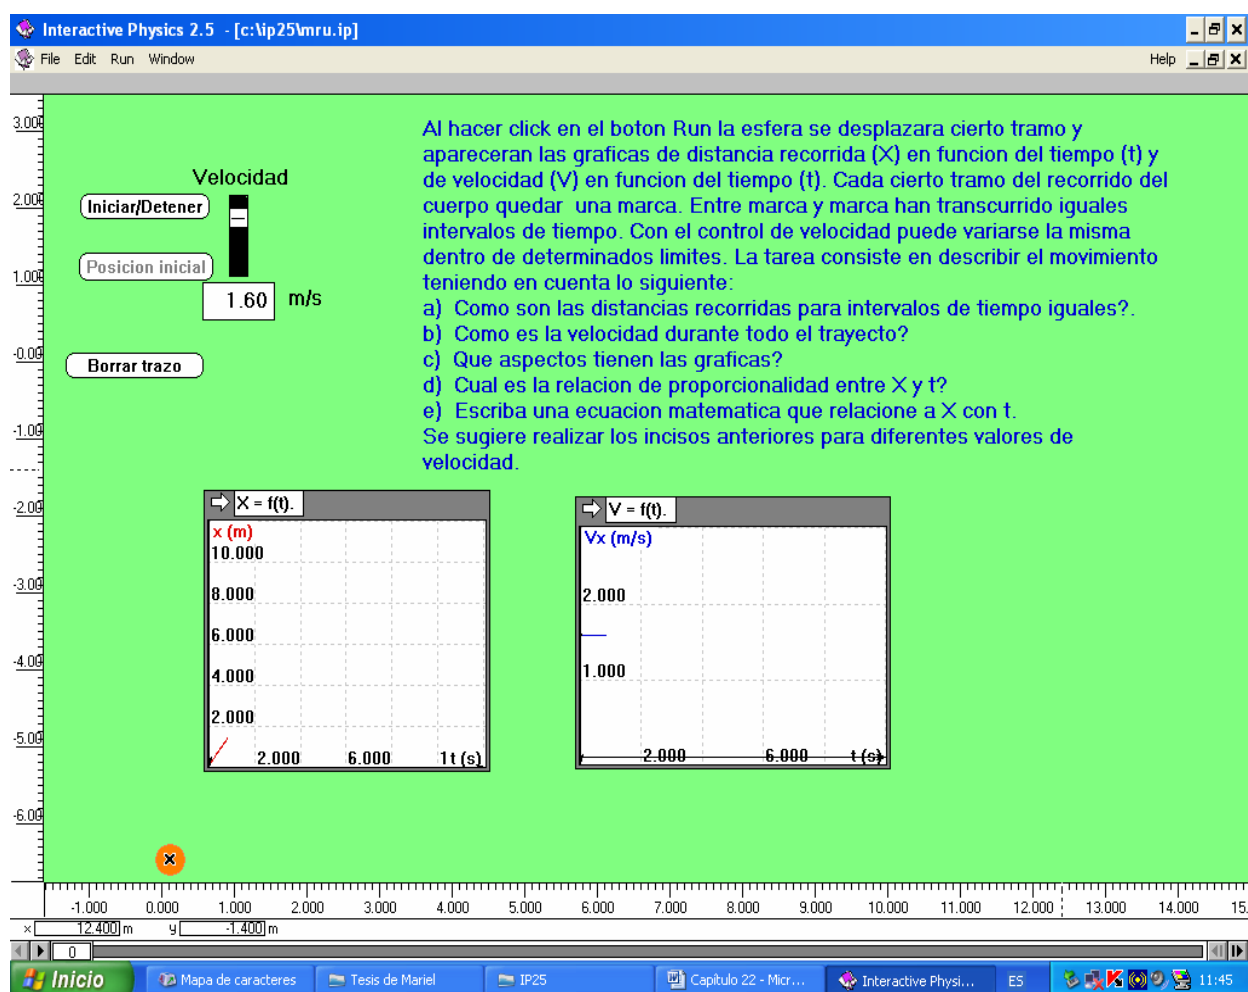 Interactive Physics 2.5 - [c:\ip25\mru.ip]
File Edit Run Window Help
Al hacer click en el boton Run la esfera se desplazara cierto tramo y
apareceran las graficas de distancia recorrida (X) en funcion del tiempo (t) y
de velocidad (V) en funcion del tiempo (t). Cada cierto tramo del recorrido del
cuerpo quedar una marca. Entre marca y marca han transcurrido iguales
intervalos de tiempo. Con el control de velocidad puede variarse la misma
dentro de determinados limites. La tarea consiste en describir el movimiento
teniendo en cuenta lo siguiente:
a) Como son las distancias recorridas para intervalos de tiempo iguales?.
b) Como es la velocidad durante todo el trayecto?
c) Que aspectos tienen las graficas?
d) Cual es la relacion de proporcionalidad entre X y t?
e) Escriba una ecuacion matematica que relacione a X con t.
Se sugiere realizar los incisos anteriores para diferentes valores de
velocidad.
Velocidad
Iniciar/Detener
Posicion inicial
1.60 m/s
Borrar trazo
3.000
2.000
1.000
-0.00
-1.00
-2.00
-3.00
-4.00
-5.00
-6.00
X = f(t).
x (m)
10.000
8.000
6.000
4.000
2.000
2.000 6.000 1t (s)
V = f(t).
Vx (m/s)
2.000
1.000
2.000 6.000 t (s)
x
-1.000 0.000 1.000 2.000 3.000 4.000 5.000 6.000 7.000 8.000 9.000 10.000 11.000 12.000 13.000 14.000 15.
x 12.400 m y -1.400 m
0
Inicio Mapa de caracteres Tesis de Mariel IP25 Capítulo 22 - Micr... Interactive Physi... ES 11:45